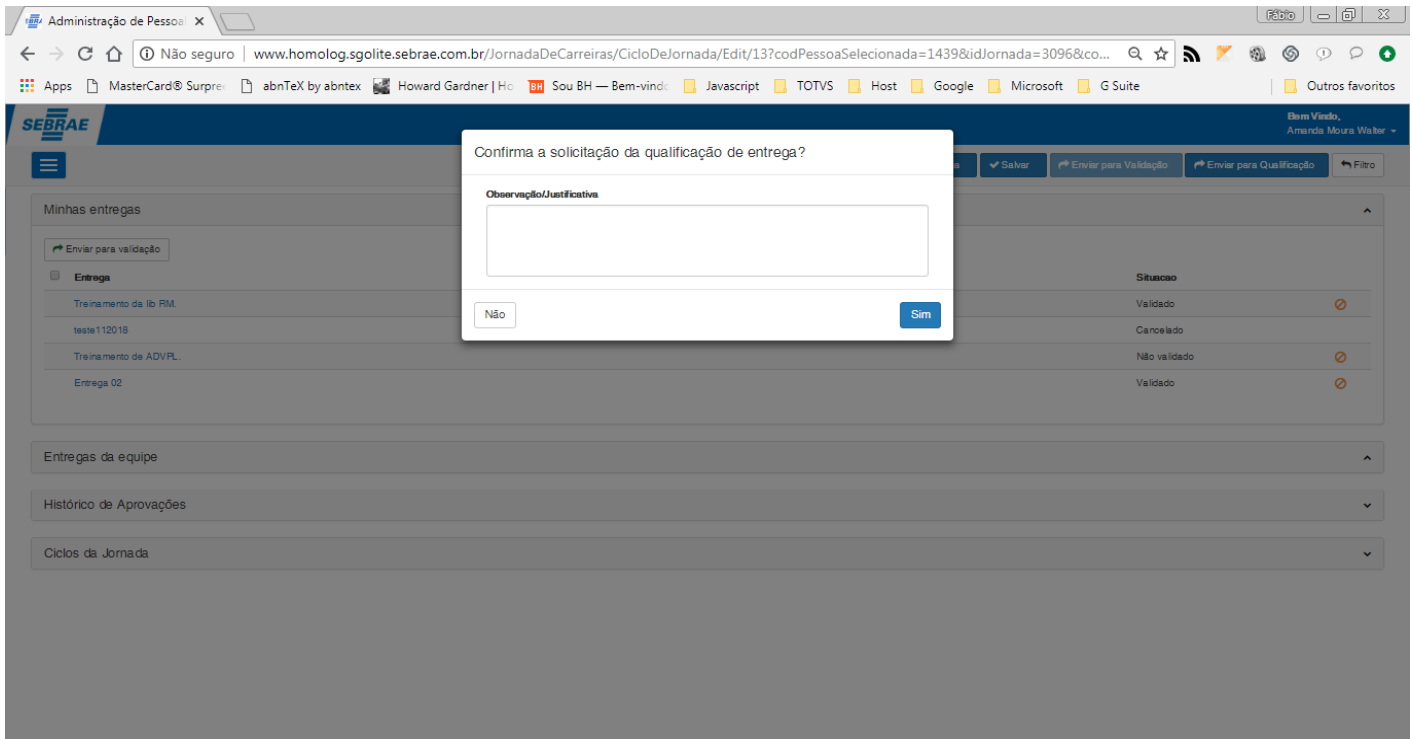 Administração de Pessoal
Fábio
Não seguro | www.homolog.sgolite.sebrae.com.br/JornadaDeCarreiras/CicloDeJornada/Edit/13?codPessoaSelecionada=1439&idJornada=3096&co...
Apps MasterCard® Surpre abnTeX by abntex Howard Gardner | Ho Sou BH — Bem-vindo Javascript TOTVS Host Google Microsoft G Suite Outros favoritos
SEBRAE
Bem Vindo,
Amanda Moura Walter
Confirma a solicitação da qualificação de entrega?
Salvar Enviar para Validação Enviar para Qualificação Filtro
Observação/Justificativa
Não Sim
Minhas entregas
Enviar para validação
Entrega Situacao
Treinamento da lib RM. Validado
teste112018 Cancelado
Treinamento de ADVPL. Não validado
Entrega 02 Validado
Entregas da equipe
Histórico de Aprovações
Ciclos da Jornada